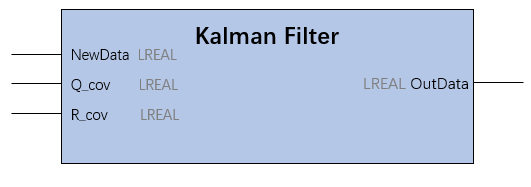 Kalman Filter
NewData LREAL
Q_cov LREAL
LREAL OutData
R_cov LREAL